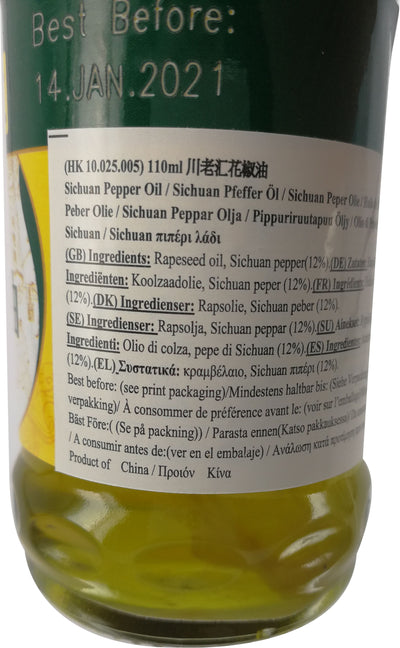 Best Before:
14.JAN.2021
(HK 10.025.005) 110ml 川老汇花椒油
Sichuan Pepper Oil / Sichuan Pfeffer Öl / Sichuan Peper Olie /
Peber Olie / Sichuan Peppar Olja / Pippuriruutapun Öljy /
Sichuan / Sichuan πιπέρι λάδι
(GB) Ingredients: Rapeseed oil, Sichuan pepper(12%).(DE) Zutaten:
Ingrediënten: Koolzaadolie, Sichuan peper (12%).(FR) Ingrédients:
(12%).(DK) Ingredienser: Rapsolie, Sichuan peber (12%).
(SE) Ingredienser: Rapsolja, Sichuan peppar (12%).(SU) Ainekset:
Ingredienti: Olio di colza, pepe di Sichuan (12%).(ES) Ingredientes:
(12%).(EL) Συστατικά: κραμβέλαιο, Sichuan πιπέρι (12%).
Best before: (see print packaging)/Mindestens haltbar bis: (Siehe
verpakking)/ À consommer de préférence avant le: (voir sur l'emballage)
Bäst Före:( (Se på packning)) / Parasta ennen(Katso pakkauksessa)
/ A consumir antes de:(ver en el embalaje) / Ανάλωση κατά
Product of China / Προιόν Κίνα